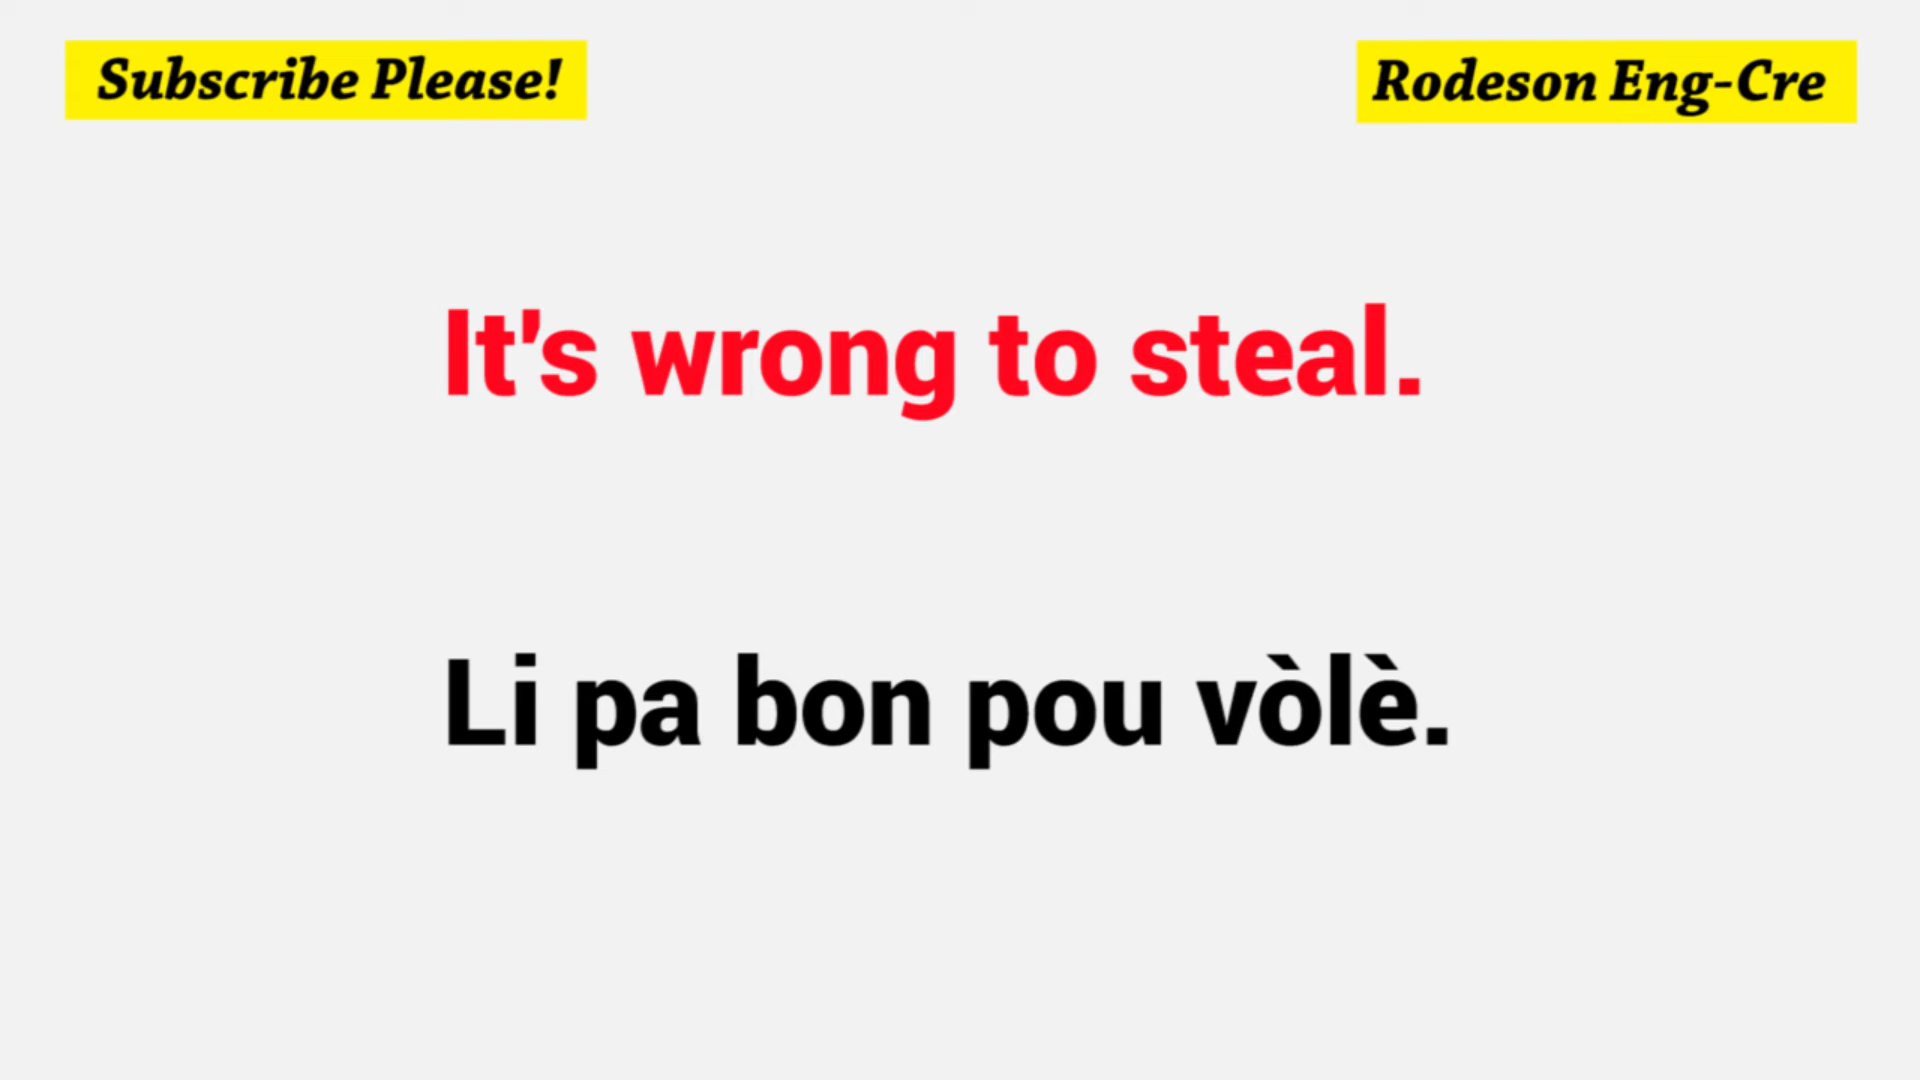 Subscribe Please!
Rodeson Eng-Cre
It's wrong to steal.
Li pa bon pou vòlè.